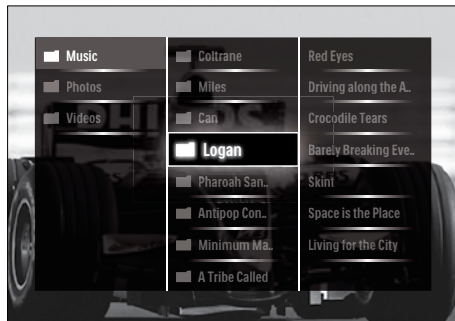 Music
Photos
Videos
Coltrane
Miles
Can
Logan
Pharoah San..
Antipop Con..
Minimum Ma..
A Tribe Called
Red Eyes
Driving along the A..
Crocodile Tears
Barely Breaking Eve..
Skint
Space is the Place
Living for the City
PHILIPS